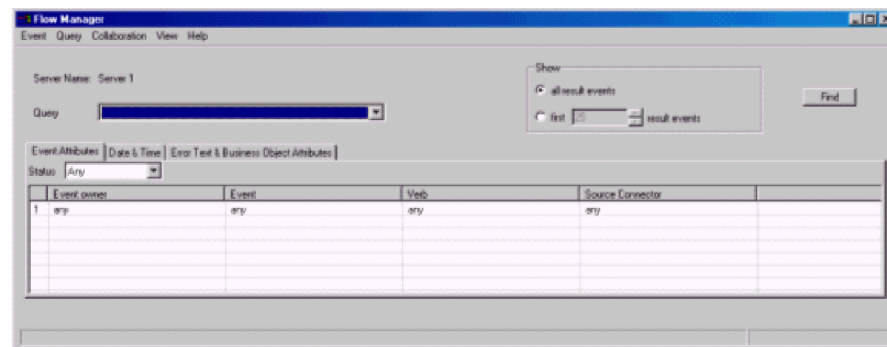 Flow Manager
Event Query Collaboration View Help
Server Name: Server 1
Query
Show
all result events
first 25 result events
Find
Event Attributes Date & Time Error Text & Business Object Attributes
Status Any
Event owner Event Verb Source Connector
1 any any any any